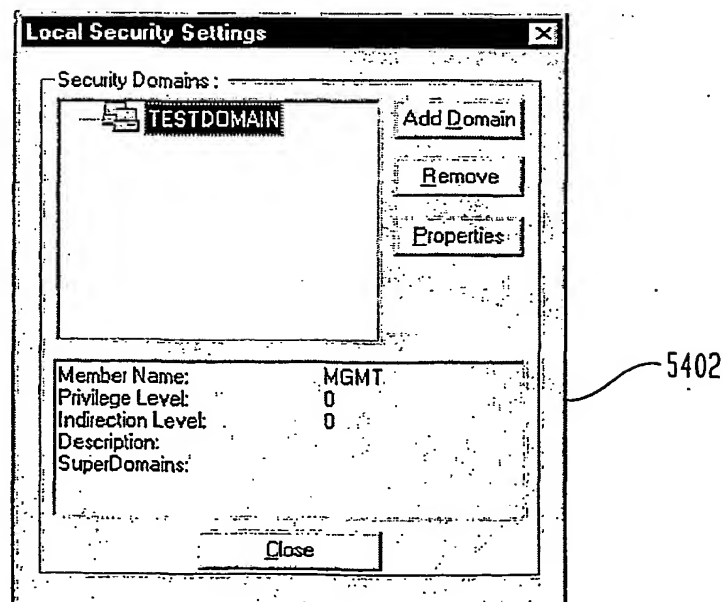 Local Security Settings
Security Domains:
TESTDOMAIN
Add Domain
Remove
Properties
Member Name: MGMT
Privilege Level: 0
Indirection Level: 0
Description:
SuperDomains:
Close
5402